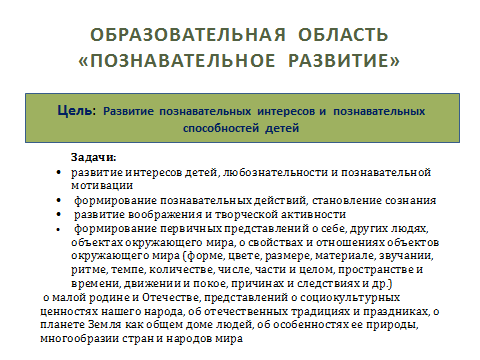 ОБРАЗОВАТЕЛЬНАЯ ОБЛАСТЬ
«ПОЗНАВАТЕЛЬНОЕ РАЗВИТИЕ»
Цель: Развитие познавательных интересов и познавательных
способностей детей
Задачи:
• развитие интересов детей, любознательности и познавательной
мотивации
• формирование познавательных действий, становление сознания
• развитие воображения и творческой активности
• формирование первичных представлений о себе, других людях,
объектах окружающего мира, о свойствах и отношениях объектов
окружающего мира (форме, цвете, размере, материале, звучании,
ритме, темпе, количестве, числе, части и целом, пространстве и
времени, движении и покое, причинах и следствиях и др.)
о малой родине и Отечестве, представлений о социокультурных
ценностях нашего народа, об отечественных традициях и праздниках, о
планете Земля как общем доме людей, об особенностях ее природы,
многообразии стран и народов мира